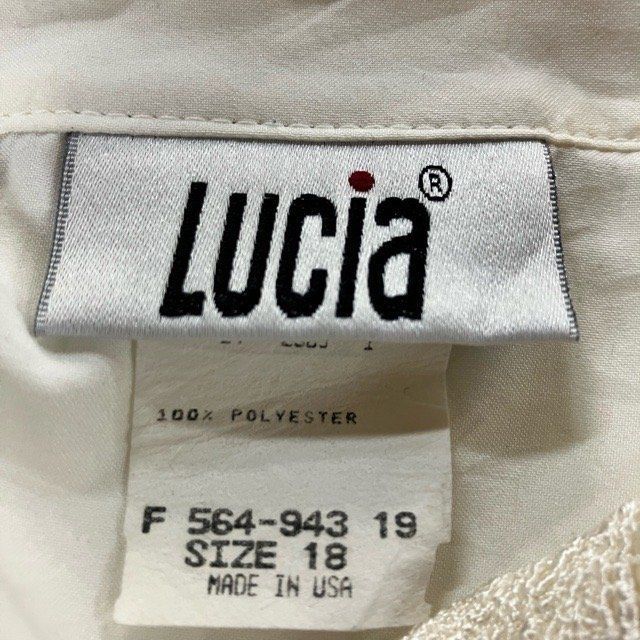 Lucia®
100% POLYESTER
F 564-943 19
SIZE 18
MADE IN USA